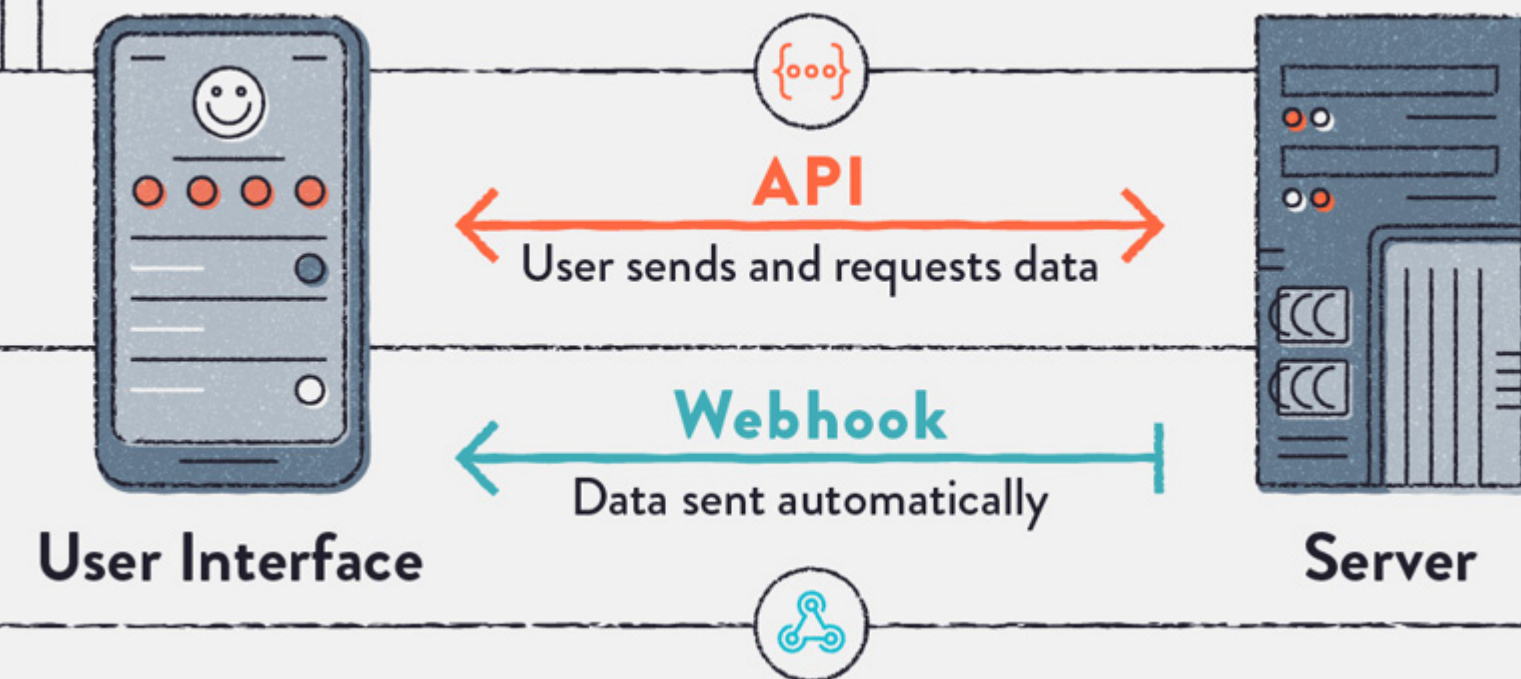 API
User sends and requests data
Webhook
Data sent automatically
User Interface
Server